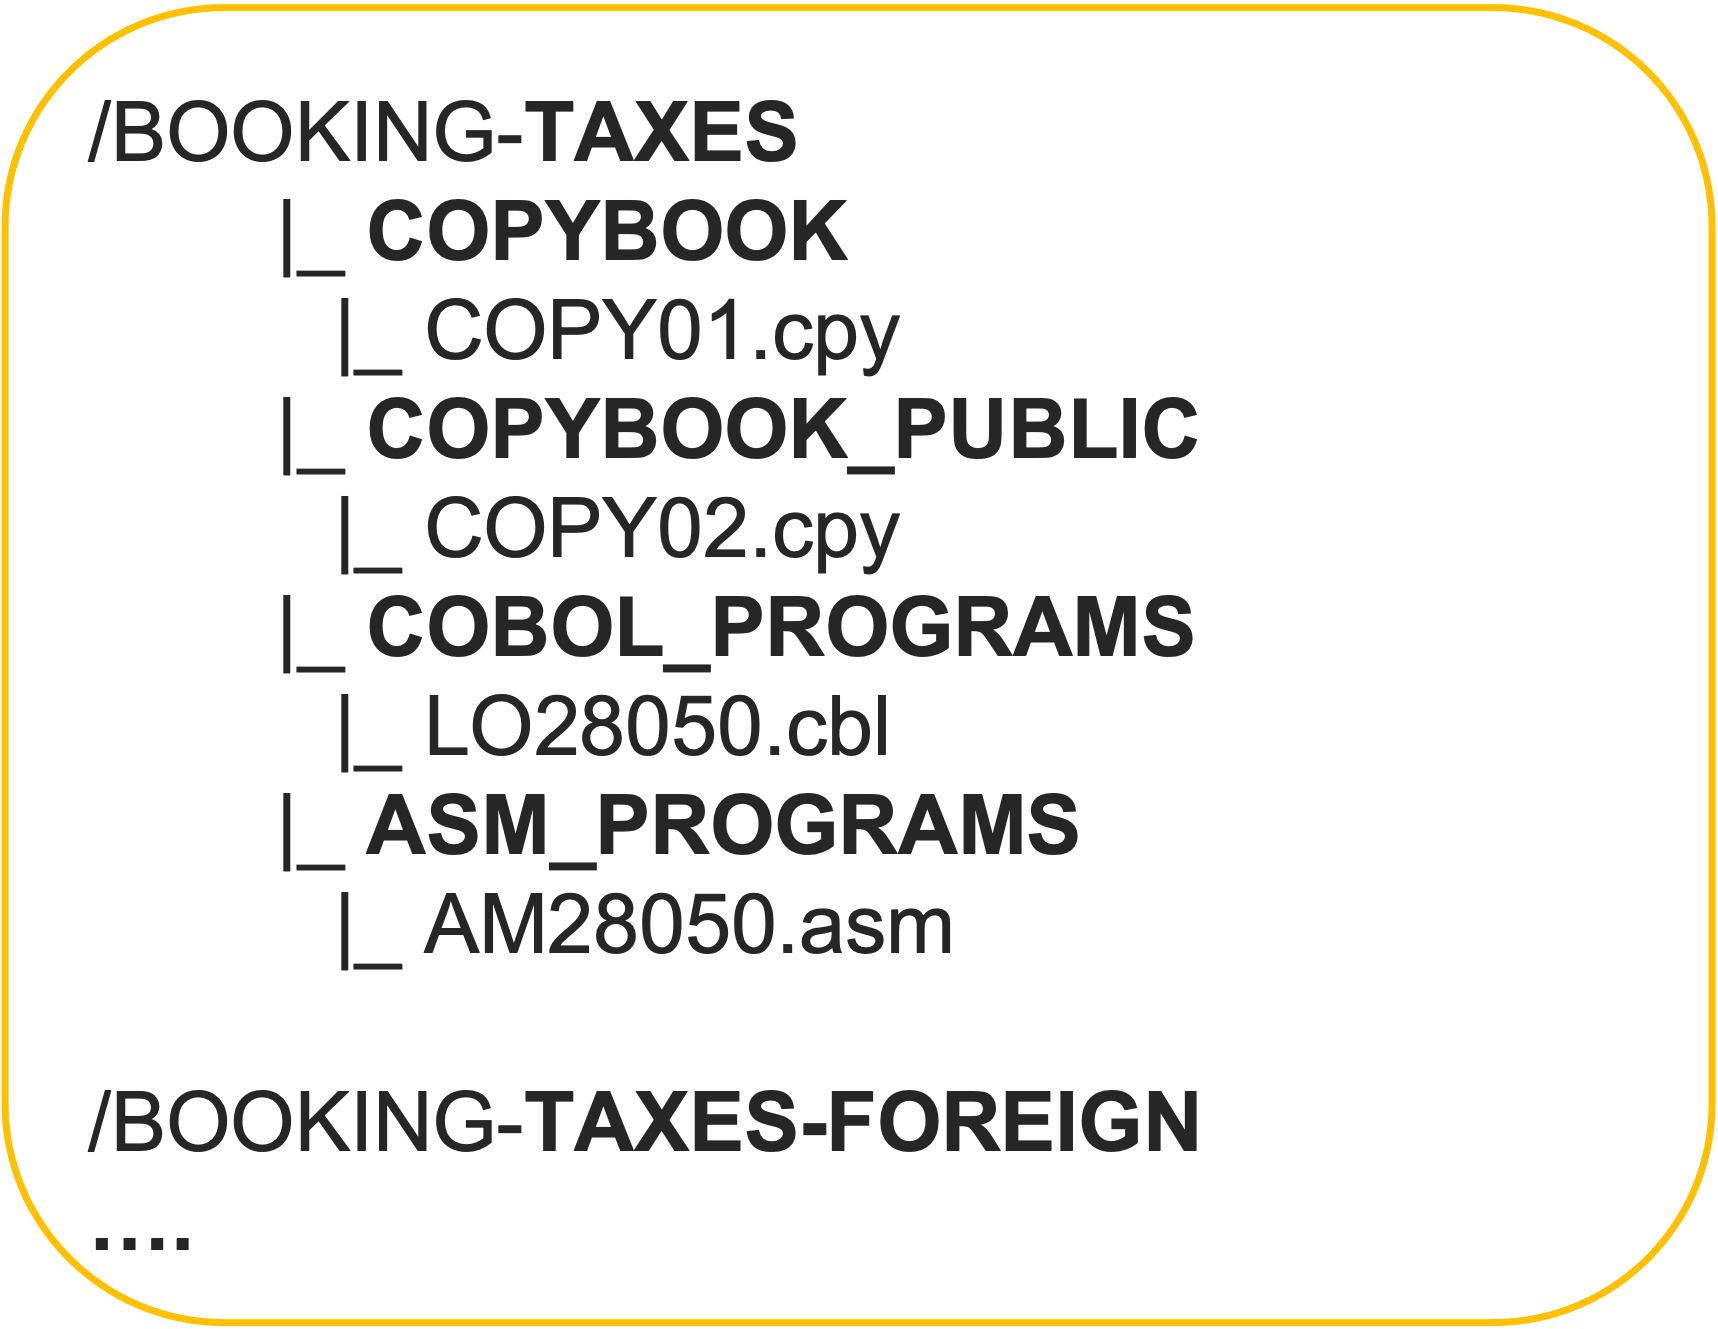 /BOOKING-TAXES
|_ COPYBOOK
|_ COPY01.cpy
|_ COPYBOOK_PUBLIC
|_ COPY02.cpy
|_ COBOL_PROGRAMS
|_ LO28050.cbl
|_ ASM_PROGRAMS
|_ AM28050.asm
/BOOKING-TAXES-FOREIGN
....